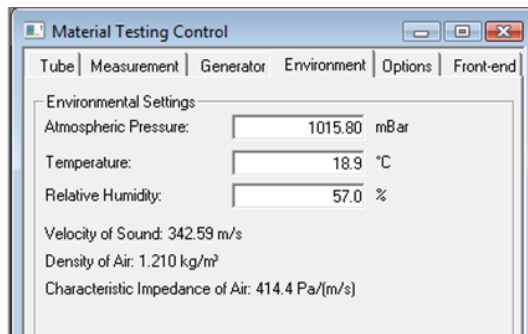 Material Testing Control
Tube Measurement Generator Environment Options Front-end
Environmental Settings
Atmospheric Pressure: 1015.80 mBar
Temperature: 18.9 °C
Relative Humidity: 57.0 %
Velocity of Sound: 342.59 m/s
Density of Air: 1.210 kg/m³
Characteristic Impedance of Air: 414.4 Pa/(m/s)